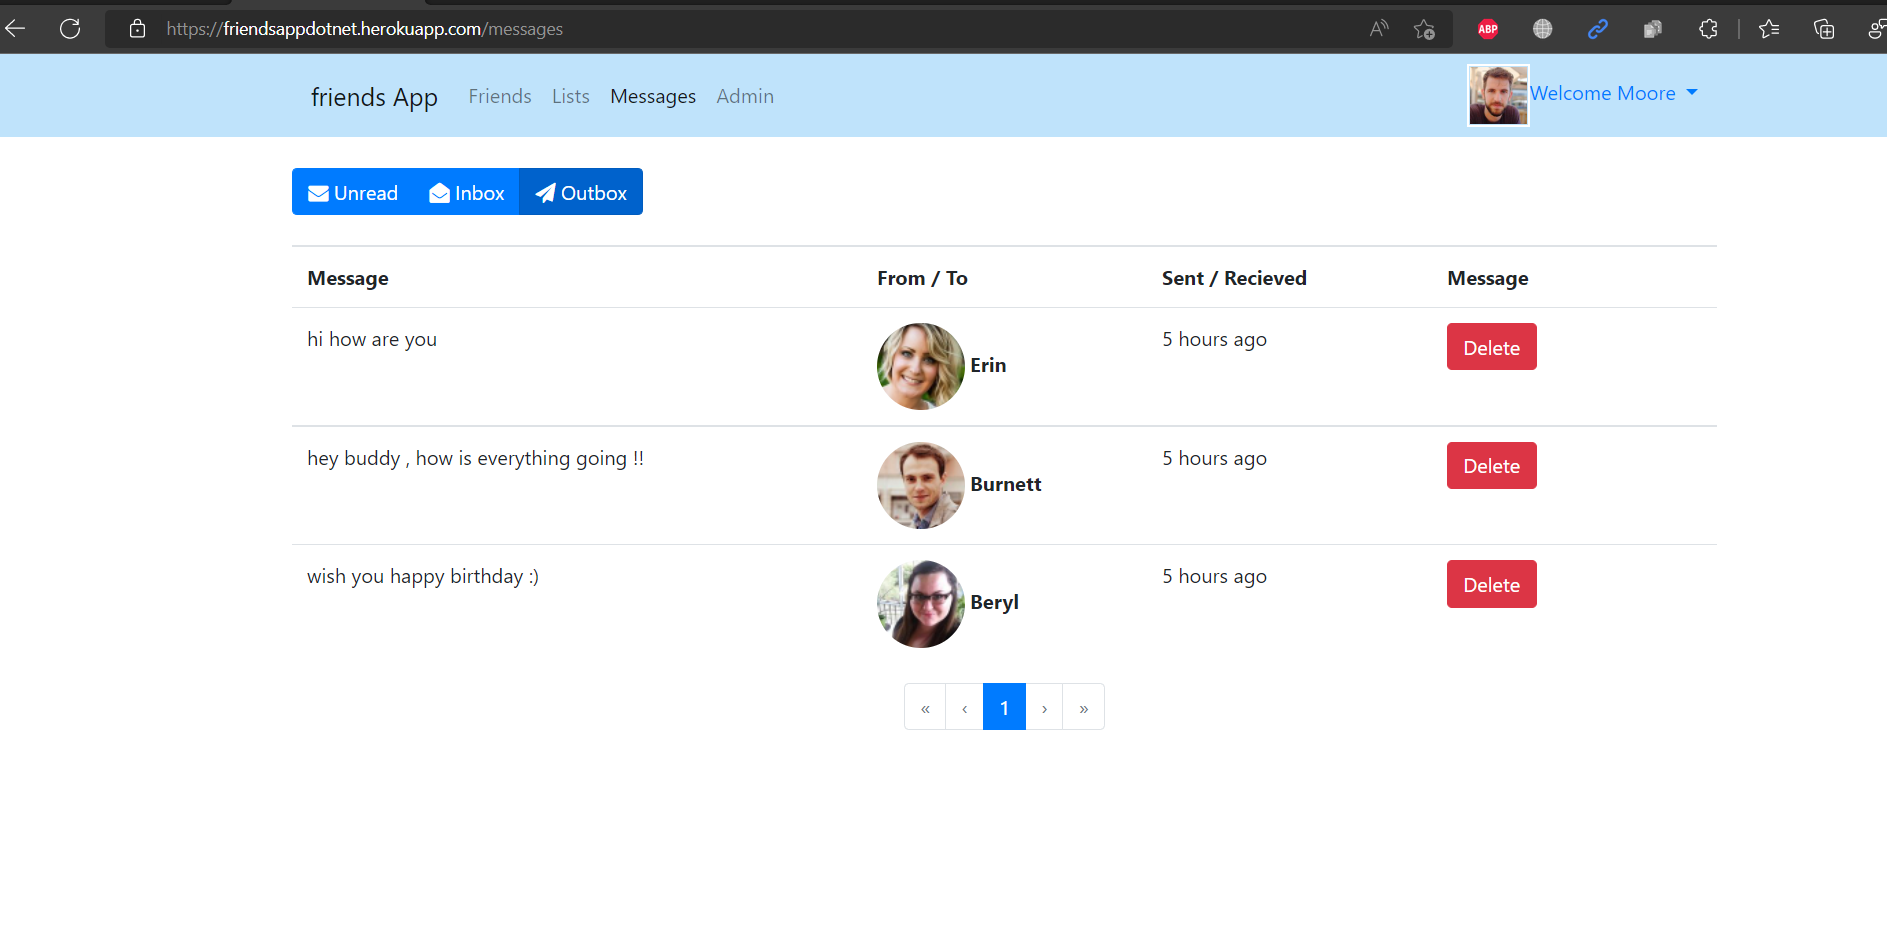 https://friendsappdotnet.herokuapp.com/messages
ABP
friends App Friends Lists Messages Admin Welcome Moore
Unread Inbox Outbox
Message From / To Sent / Recieved Message
hi how are you Erin 5 hours ago Delete
hey buddy , how is everything going !! Burnett 5 hours ago Delete
wish you happy birthday :) Beryl 5 hours ago Delete
« ‹ 1 › »